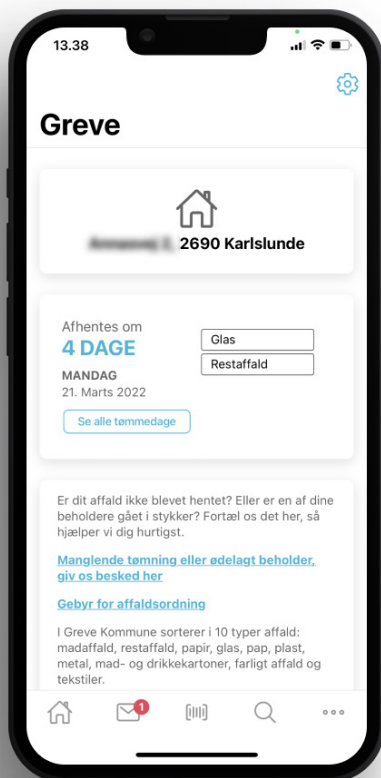 13.38
Greve
2690 Karlslunde
Afhentes om
4 DAGE
MANDAG
21. Marts 2022
Se alle tømmedage
Glas
Restaffald
Er dit affald ikke blevet hentet? Eller er en af dine
beholdere gået i stykker? Fortæl os det her, så
hjælper vi dig hurtigst.
Manglende tømning eller ødelagt beholder,
giv os besked her
Gebyr for affaldsordning
I Greve Kommune sorterer i 10 typer affald:
madaffald, restaffald, papir, glas, pap, plast,
metal, mad- og drikkekartoner, farligt affald og
tekstiler.
1